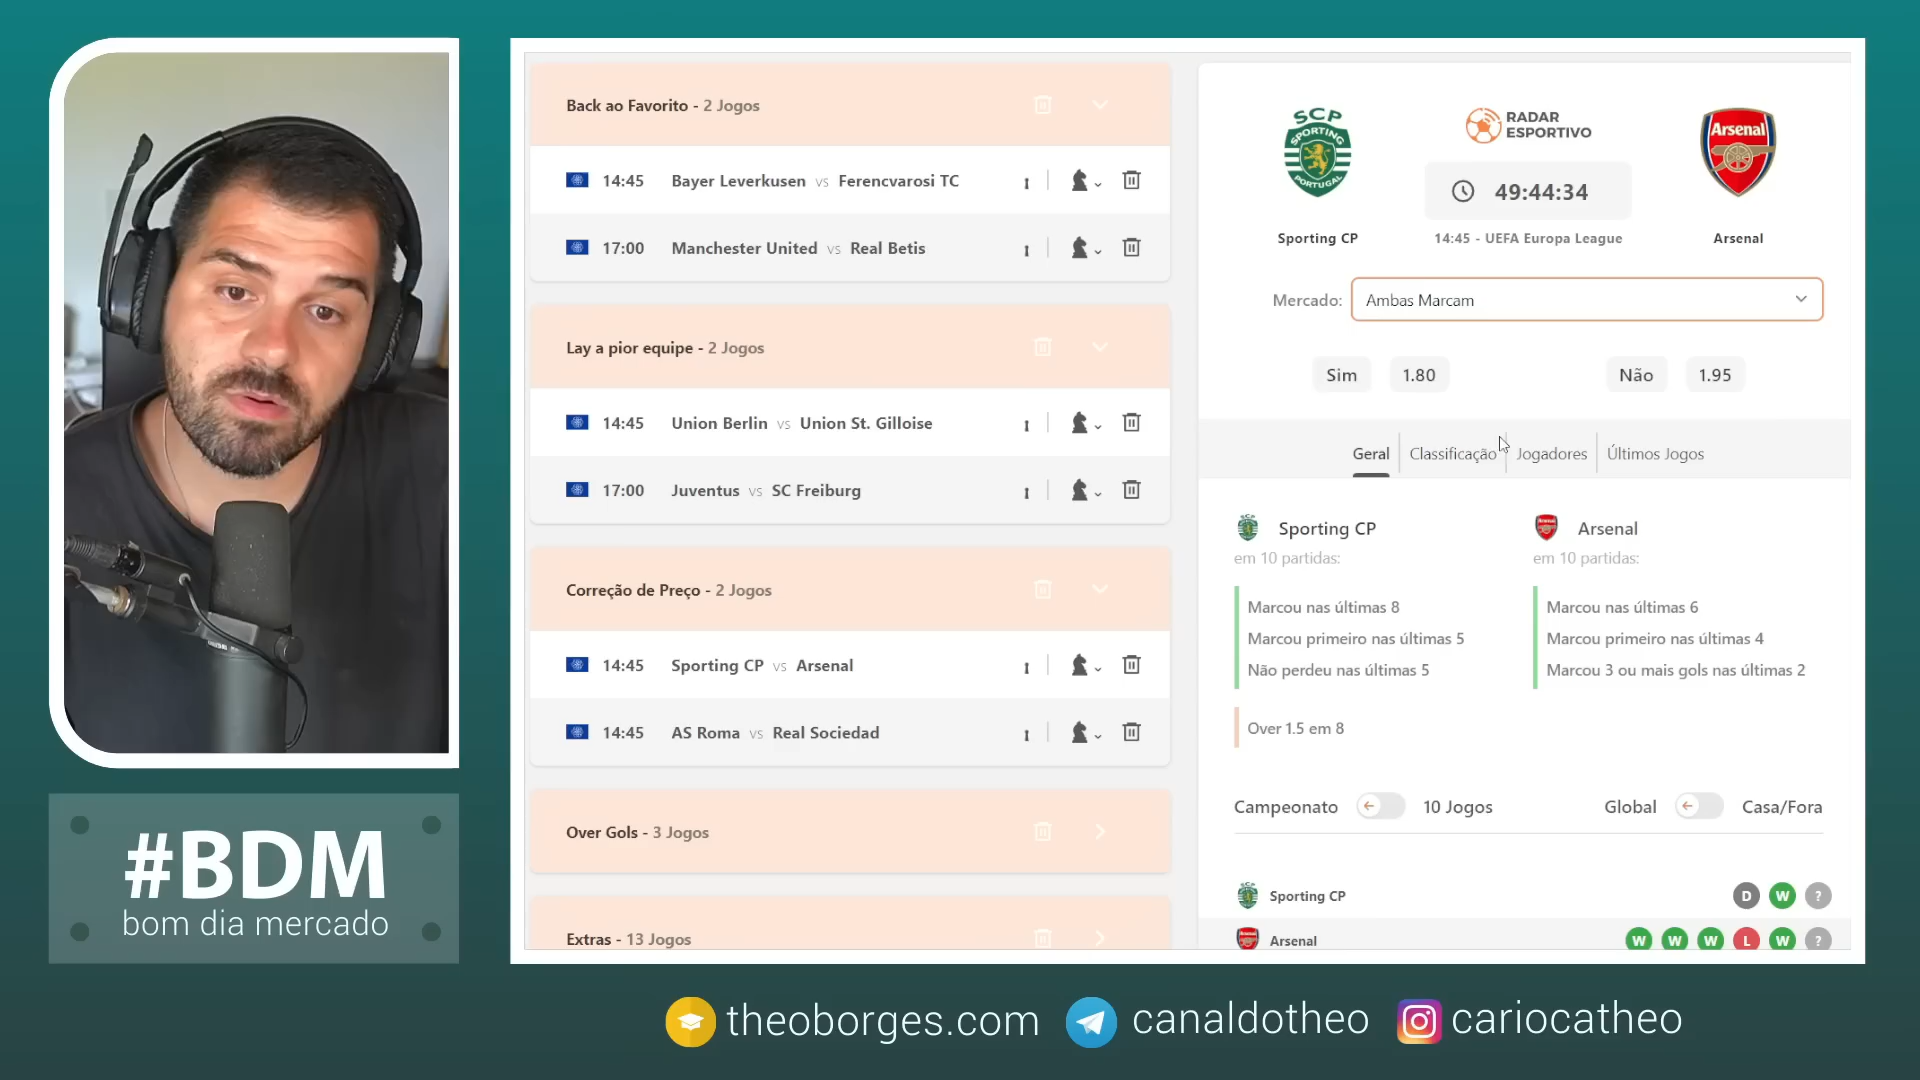 #BDM
bom dia mercado
Back ao Favorito - 2 Jogos
14:45 Bayer Leverkusen vs Ferencvarosi TC
17:00 Manchester United vs Real Betis
Lay a pior equipe - 2 Jogos
14:45 Union Berlin vs Union St. Gilloise
17:00 Juventus vs SC Freiburg
Correção de Preço - 2 Jogos
14:45 Sporting CP vs Arsenal
14:45 AS Roma vs Real Sociedad
Over Gols - 3 Jogos
Extras - 13 Jogos
SCP
SPORTING
PORTUGAL
RADAR
ESPORTIVO
Arsenal
49:44:34
Sporting CP
14:45 - UEFA Europa League
Arsenal
Mercado: Ambas Marcam
Sim 1.80 Não 1.95
Geral Classificação Jogadores Últimos Jogos
Sporting CP
em 10 partidas:
Marcou nas últimas 8
Marcou primeiro nas últimas 5
Não perdeu nas últimas 5
Over 1.5 em 8
Arsenal
em 10 partidas:
Marcou nas últimas 6
Marcou primeiro nas últimas 4
Marcou 3 ou mais gols nas últimas 2
Campeonato 10 Jogos Global Casa/Fora
Sporting CP D W ?
Arsenal W W W L W ?
theoborges.com canaldotheo cariocatheo